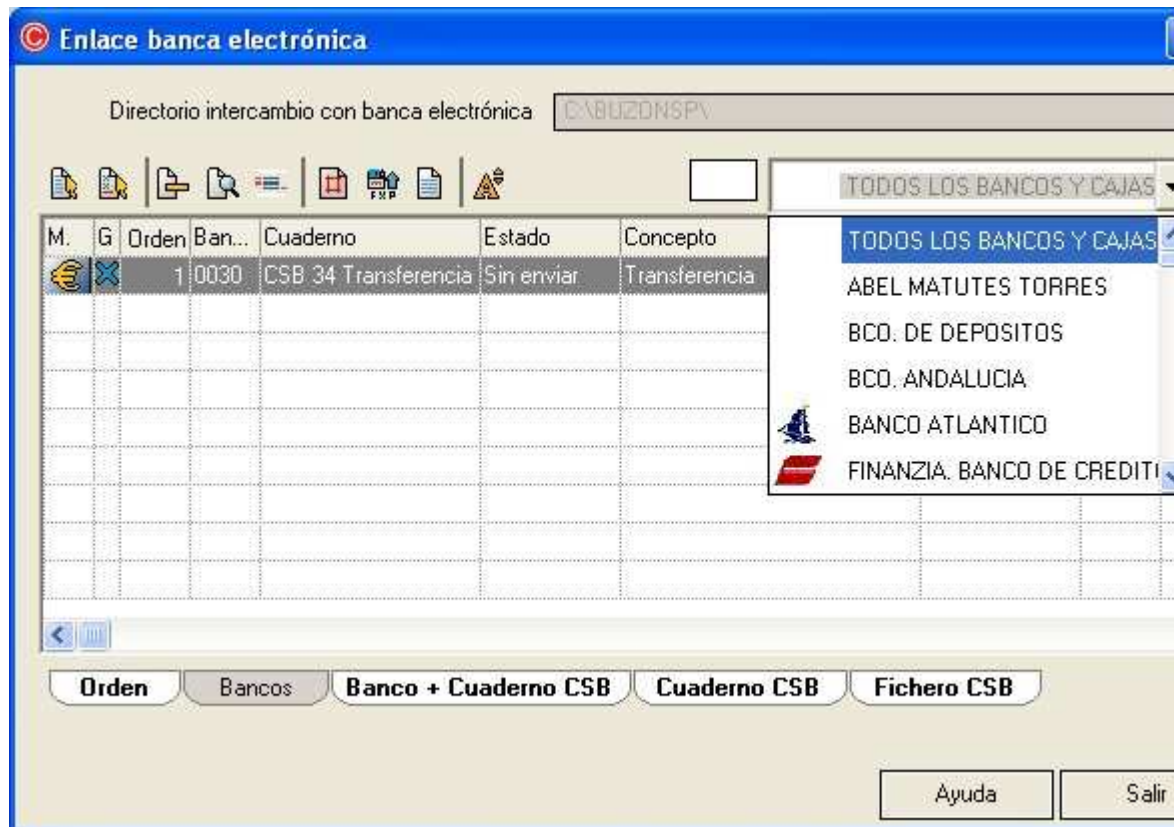 Enlace banca electrónica
Directorio intercambio con banca electrónica C:\BUZONSP\
TODOS LOS BANCOS Y CAJAS
M. G Orden Ban... Cuaderno Estado Concepto
1 0030 CSB 34 Transferencia Sin enviar Transferencia
TODOS LOS BANCOS Y CAJAS
ABEL MATUTES TORRES
BCO. DE DEPOSITOS
BCO. ANDALUCIA
BANCO ATLANTICO
FINANZIA. BANCO DE CREDIT
Orden Bancos Banco + Cuaderno CSB Cuaderno CSB Fichero CSB
Ayuda Salir